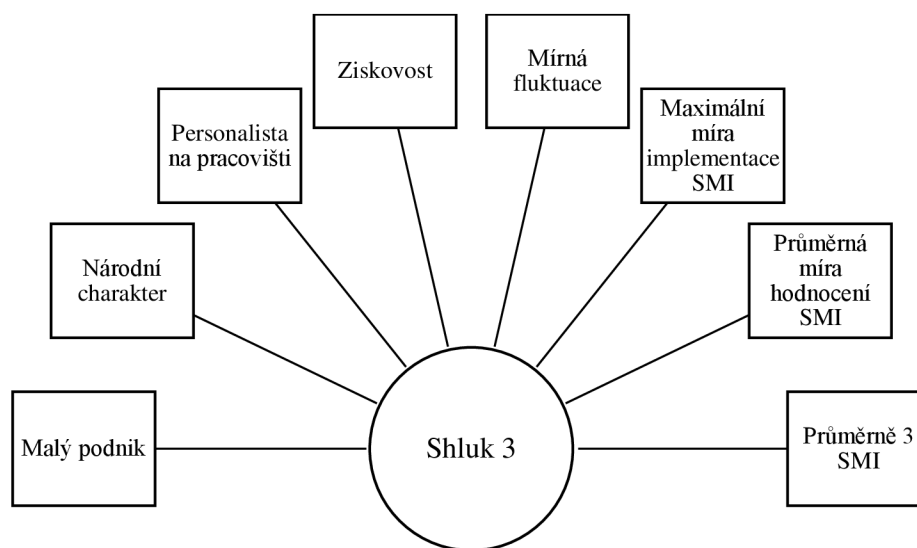 Ziskovost
Mírná
fluktuace
Personalista
na pracovišti
Maximální
míra
implementace
SMI
Národní
charakter
Průměrná
míra
hodnocení
SMI
Malý podnik
Shluk 3
Průměrně 3
SMI